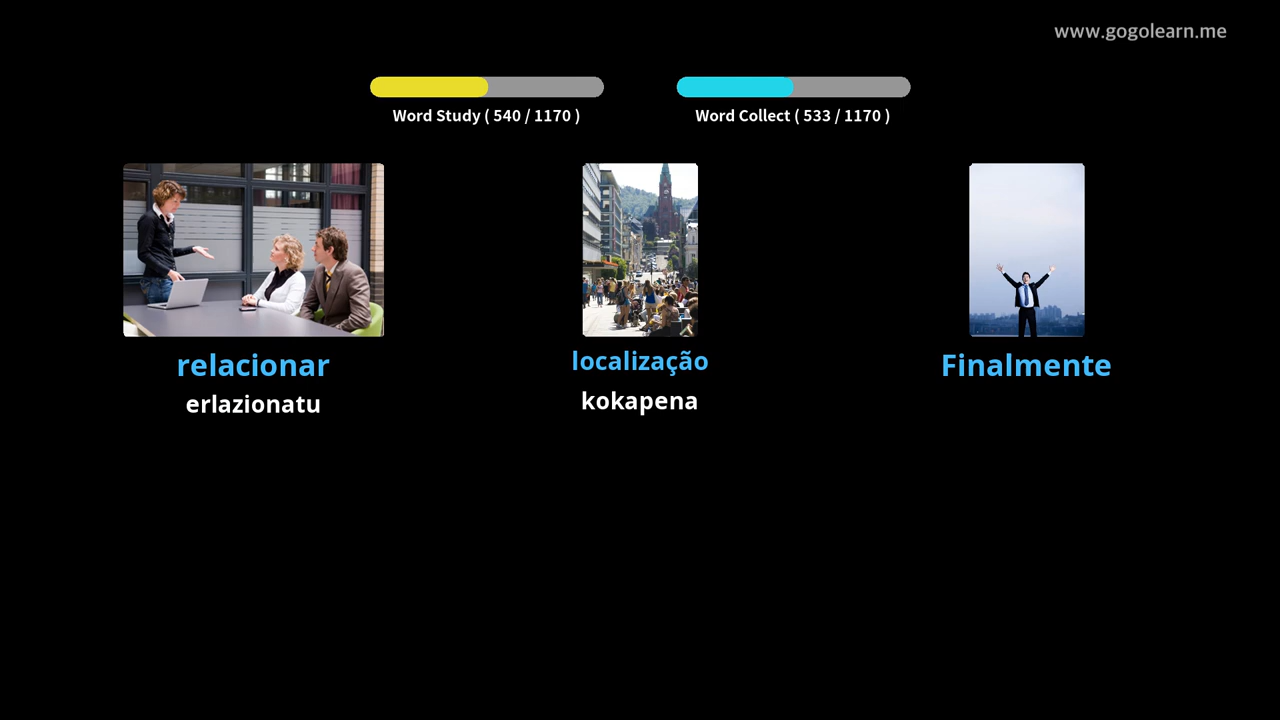 www.gogolearn.me
Word Study ( 540 / 1170 )
Word Collect ( 533 / 1170 )
relacionar
erlazionatu
localização
kokapena
Finalmente